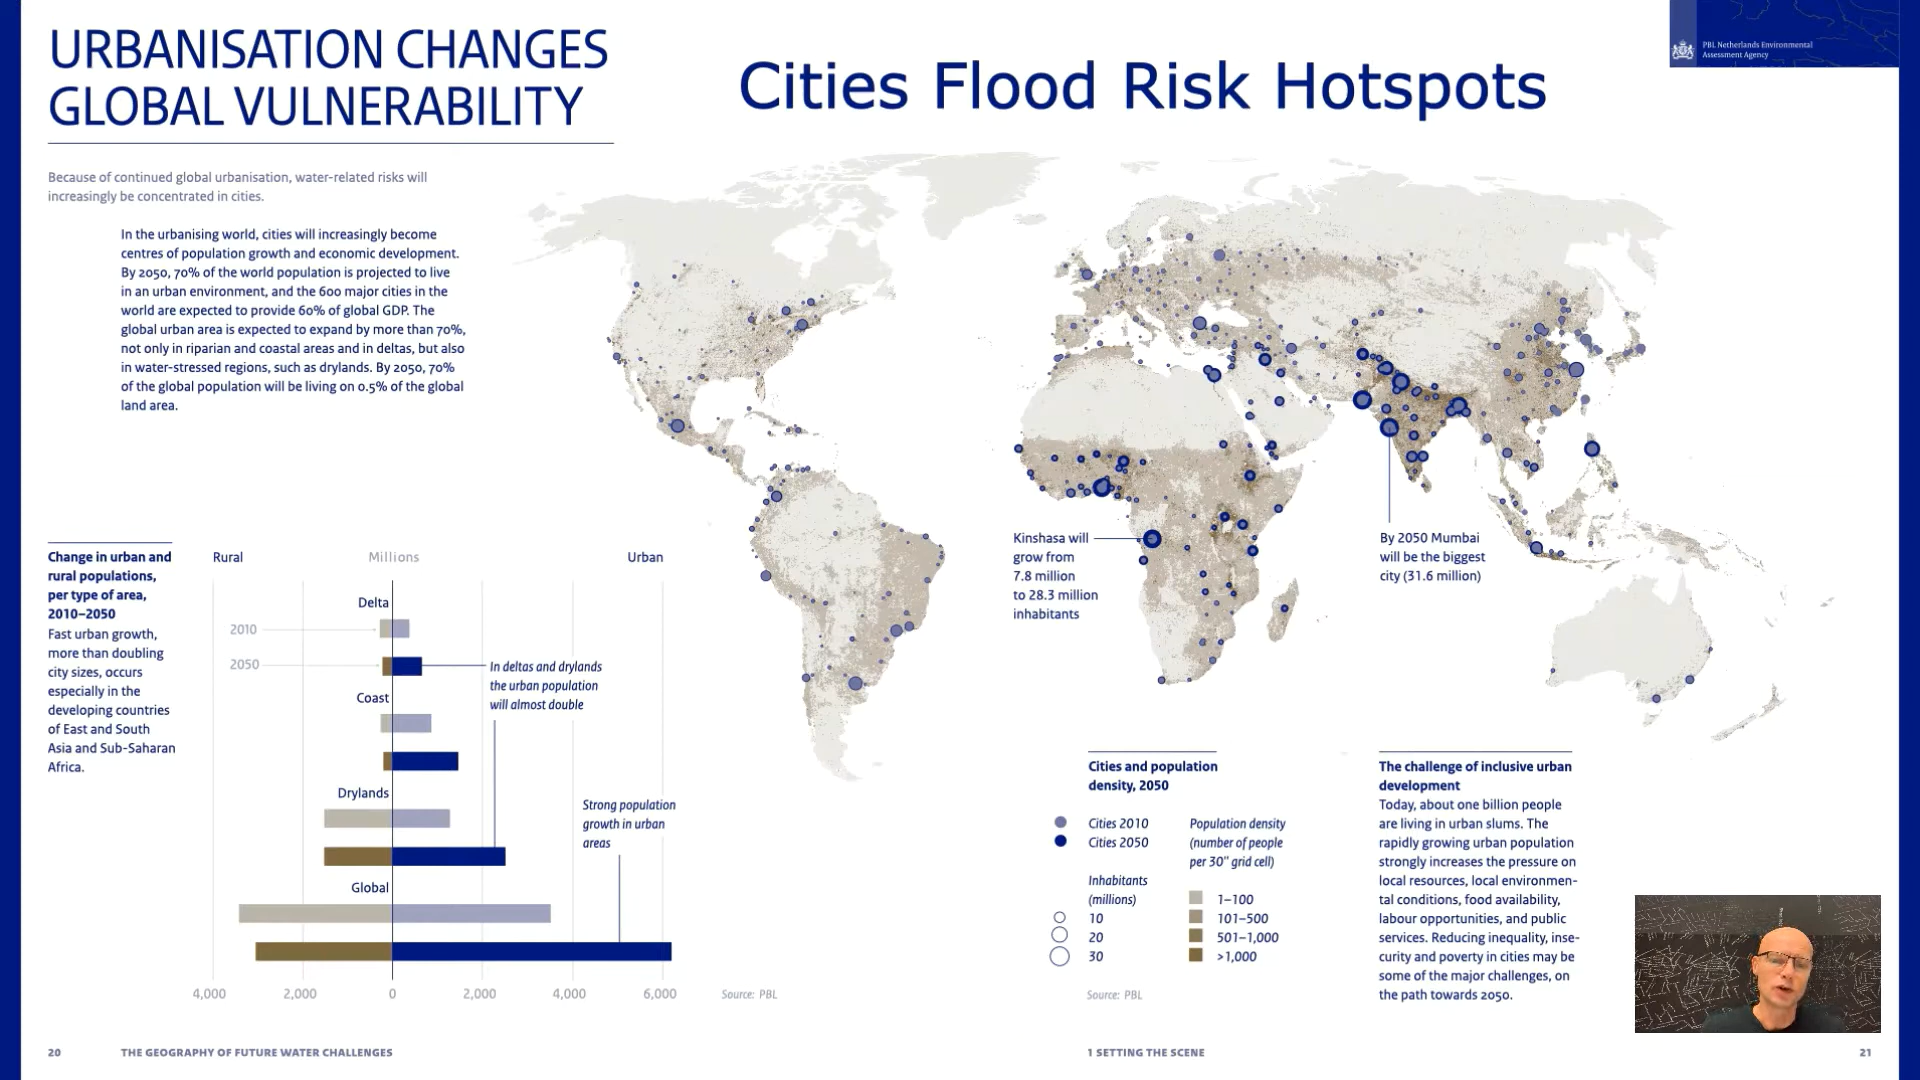 URBANISATION CHANGES
GLOBAL VULNERABILITY
Cities Flood Risk Hotspots
PBL Netherlands Environmental
Assessment Agency
Because of continued global urbanisation, water-related risks will
increasingly be concentrated in cities.
In the urbanising world, cities will increasingly become
centres of population growth and economic development.
By 2050, 70% of the world population is projected to live
in an urban environment, and the 600 major cities in the
world are expected to provide 60% of global GDP. The
global urban area is expected to expand by more than 70%,
not only in riparian and coastal areas and in deltas, but also
in water-stressed regions, such as drylands. By 2050, 70%
of the global population will be living on 0.5% of the global
land area.
Change in urban and
rural populations,
per type of area,
2010–2050
Fast urban growth,
more than doubling
city sizes, occurs
especially in the
developing countries
of East and South
Asia and Sub-Saharan
Africa.
Rural
Millions
Urban
Delta
2010
2050
In deltas and drylands
the urban population
will almost double
Coast
Drylands
Strong population
growth in urban
areas
Global
4,000
2,000
0
2,000
4,000
6,000
Source: PBL
Kinshasa will
grow from
7.8 million
to 28.3 million
inhabitants
By 2050 Mumbai
will be the biggest
city (31.6 million)
Cities and population
density, 2050
Cities 2010
Cities 2050
Inhabitants
(millions)
10
20
30
Population density
(number of people
per 30" grid cell)
1–100
101–500
501–1,000
>1,000
Source: PBL
The challenge of inclusive urban
development
Today, about one billion people
are living in urban slums. The
rapidly growing urban population
strongly increases the pressure on
local resources, local environmen-
tal conditions, food availability,
labour opportunities, and public
services. Reducing inequality, inse-
curity and poverty in cities may be
some of the major challenges, on
the path towards 2050.
20
THE GEOGRAPHY OF FUTURE WATER CHALLENGES
1 SETTING THE SCENE
21